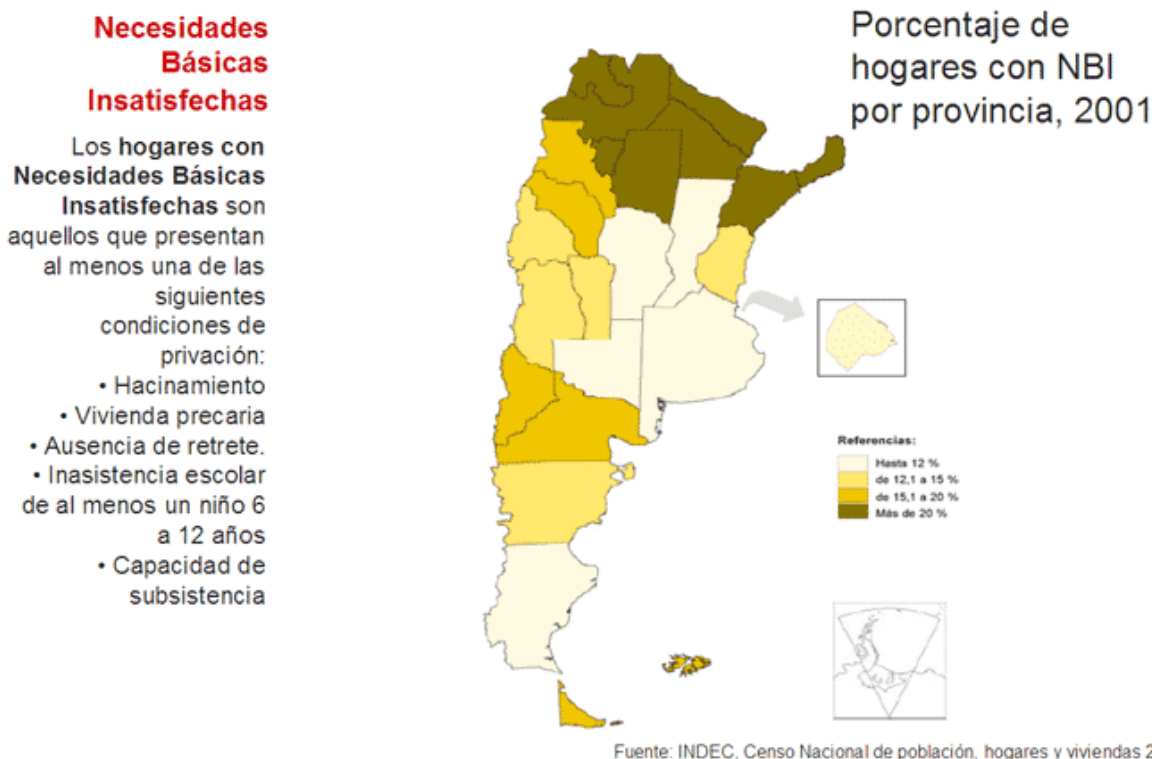 Necesidades
Básicas
Insatisfechas
Los hogares con
Necesidades Básicas
Insatisfechas son
aquellos que presentan
al menos una de las
siguientes
condiciones de
privación:
• Hacinamiento
• Vivienda precaria
• Ausencia de retrete.
• Inasistencia escolar
de al menos un niño 6
a 12 años
• Capacidad de
subsistencia
Porcentaje de
hogares con NBI
por provincia, 2001
Referencias:
Hasta 12 %
de 12,1 a 15 %
de 15,1 a 20 %
Más de 20 %
Fuente: INDEC, Censo Nacional de población, hogares y viviendas 2